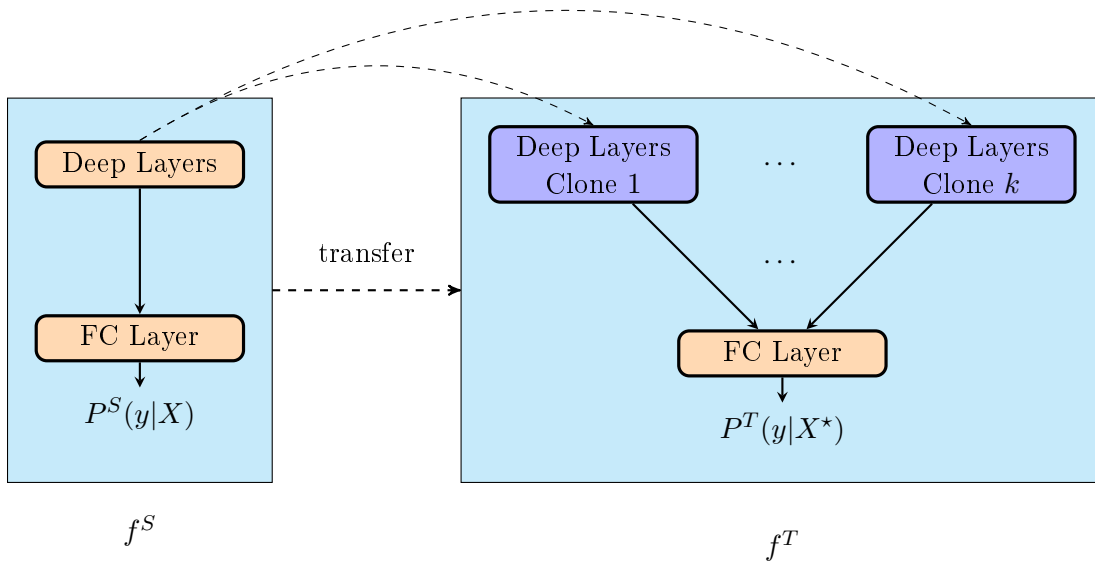 Deep Layers
FC Layer
P^S(y|X)
f^S
transfer
Deep Layers
Clone 1
...
Deep Layers
Clone k
...
FC Layer
P^T(y|X^⋆)
f^T